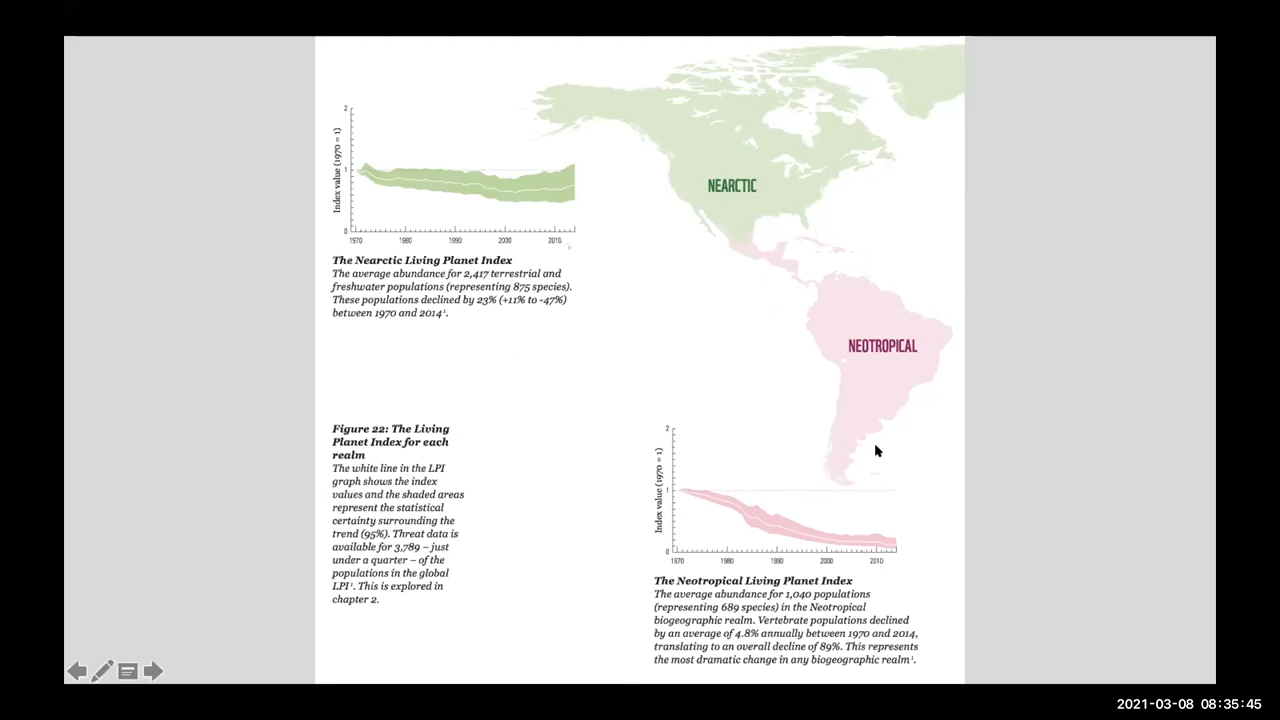 2
1
0
Index value (1970 = 1)
1970 1980 1990 2000 2010
The Nearctic Living Planet Index
The average abundance for 2,417 terrestrial and
freshwater populations (representing 875 species).
These populations declined by 23% (+11% to -47%)
between 1970 and 2014¹.
NEARCTIC
NEOTROPICAL
Figure 22: The Living
Planet Index for each
realm
The white line in the LPI
graph shows the index
values and the shaded areas
represent the statistical
certainty surrounding the
trend (95%). Threat data is
available for 3,789 – just
under a quarter – of the
populations in the global
LPI¹. This is explored in
chapter 2.
2
1
0
Index value (1970 = 1)
1970 1980 1990 2000 2010
The Neotropical Living Planet Index
The average abundance for 1,040 populations
(representing 689 species) in the Neotropical
biogeographic realm. Vertebrate populations declined
by an average of 4.8% annually between 1970 and 2014,
translating to an overall decline of 89%. This represents
the most dramatic change in any biogeographic realm¹.
2021-03-08 08:35:45